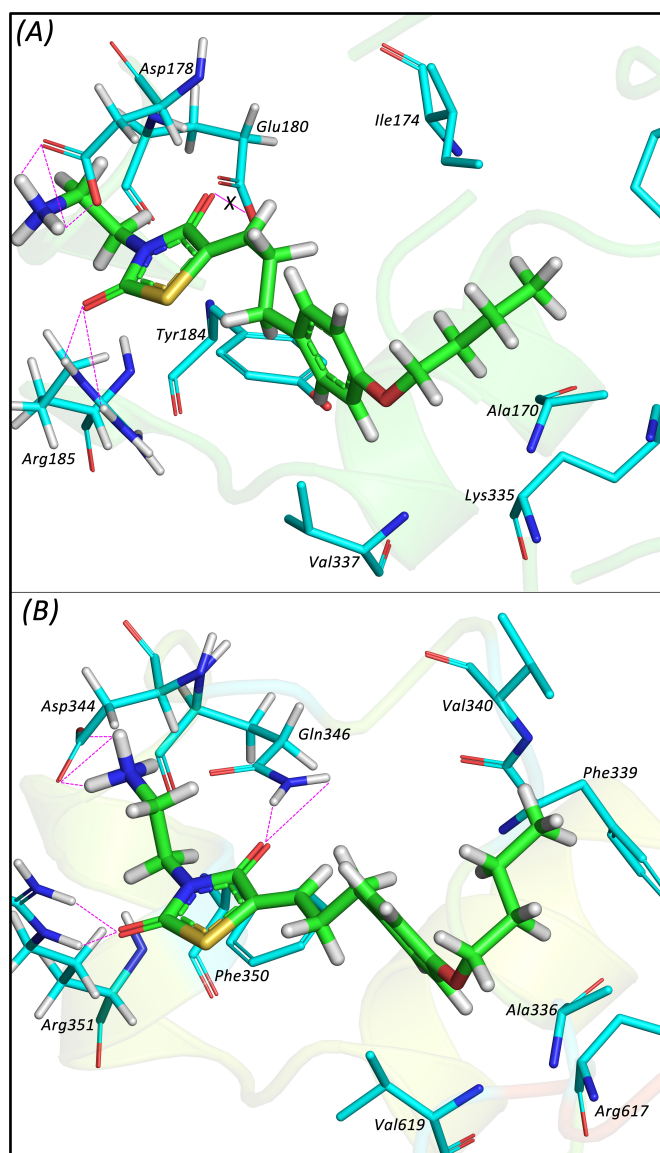 (A)
Asp178
Glu180
Ile174
X
Tyr184
Ala170
Arg185
Lys335
Val337
(B)
Asp344
Gln346
Val340
Phe339
Phe350
Ala336
Arg351
Arg617
Val619